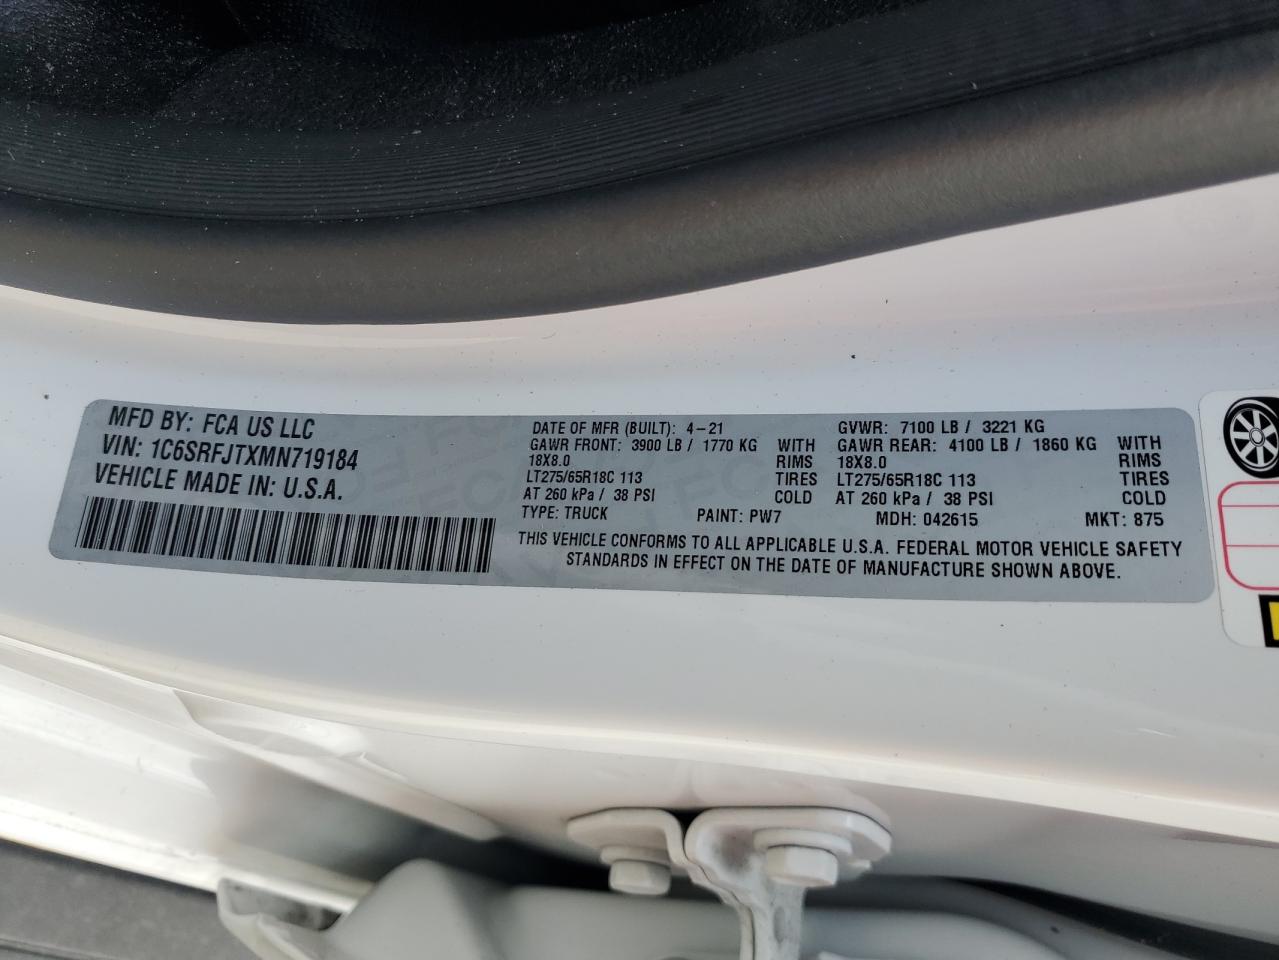 MFD BY: FCA US LLC
VIN: 1C6SRFJTXMN719184
VEHICLE MADE IN: U.S.A.
DATE OF MFR (BUILT): 4-21
GAWR FRONT: 3900 LB / 1770 KG WITH
18X8.0 RIMS
LT275/65R18C 113 TIRES
AT 260 kPa / 38 PSI COLD
TYPE: TRUCK PAINT: PW7
GVWR: 7100 LB / 3221 KG
GAWR REAR: 4100 LB / 1860 KG WITH
18X8.0 RIMS
LT275/65R18C 113 TIRES
AT 260 kPa / 38 PSI COLD
MDH: 042615 MKT: 875
THIS VEHICLE CONFORMS TO ALL APPLICABLE U.S.A. FEDERAL MOTOR VEHICLE SAFETY
STANDARDS IN EFFECT ON THE DATE OF MANUFACTURE SHOWN ABOVE.